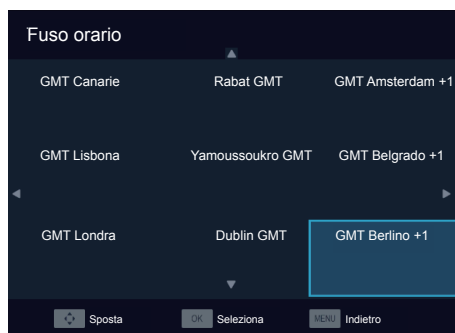 Fuso orario
GMT Canarie Rabat GMT GMT Amsterdam +1
GMT Lisbona Yamoussoukro GMT GMT Belgrado +1
GMT Londra Dublin GMT GMT Berlino +1
Sposta OK Seleziona MENU Indietro